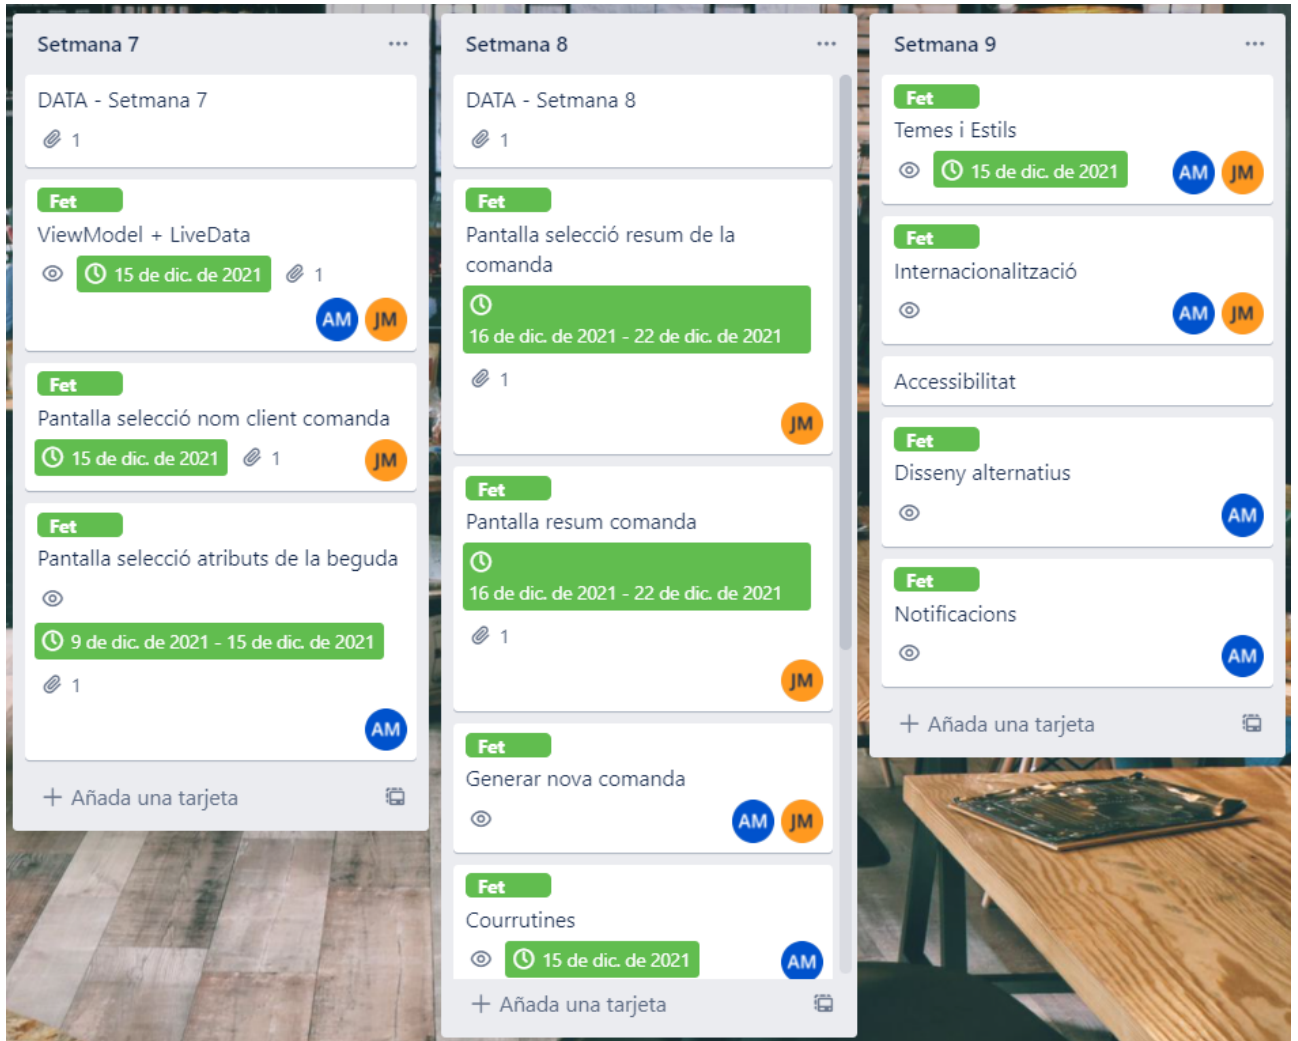 Setmana 7
DATA - Setmana 7
1
Fet
ViewModel + LiveData
15 de dic. de 2021
1
AM
JM
Fet
Pantalla selecció nom client comanda
15 de dic. de 2021
1
JM
Fet
Pantalla selecció atributs de la beguda
9 de dic. de 2021 - 15 de dic. de 2021
1
AM
+ Añada una tarjeta
Setmana 8
DATA - Setmana 8
1
Fet
Pantalla selecció resum de la
comanda
16 de dic. de 2021 - 22 de dic. de 2021
1
JM
Fet
Pantalla resum comanda
16 de dic. de 2021 - 22 de dic. de 2021
1
JM
Fet
Generar nova comanda
AM
JM
Fet
Courrutines
15 de dic. de 2021
AM
+ Añada una tarjeta
Setmana 9
Fet
Temes i Estils
15 de dic. de 2021
AM
JM
Fet
Internacionalització
AM
JM
Accessibilitat
Fet
Disseny alternatius
AM
Fet
Notificacions
AM
+ Añada una tarjeta